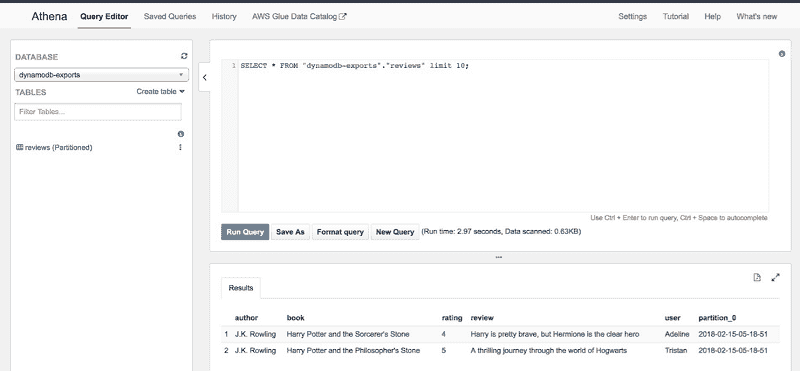 Athena Query Editor Saved Queries History AWS Glue Data Catalog Settings Tutorial Help What's new
DATABASE
dynamodb-exports
TABLES Create table
Filter Tables...
reviews (Partitioned)
1 SELECT * FROM "dynamodb-exports"."reviews" limit 10;
Use Ctrl + Enter to run query, Ctrl + Space to autocomplete
Run Query Save As Format query New Query (Run time: 2.97 seconds, Data scanned: 0.63KB)
Results
author book rating review user partition_0
1 J.K. Rowling Harry Potter and the Sorcerer's Stone 4 Harry is pretty brave, but Hermione is the clear hero Adeline 2018-02-15-05-18-51
2 J.K. Rowling Harry Potter and the Philosopher's Stone 5 A thrilling journey through the world of Hogwarts Tristan 2018-02-15-05-18-51